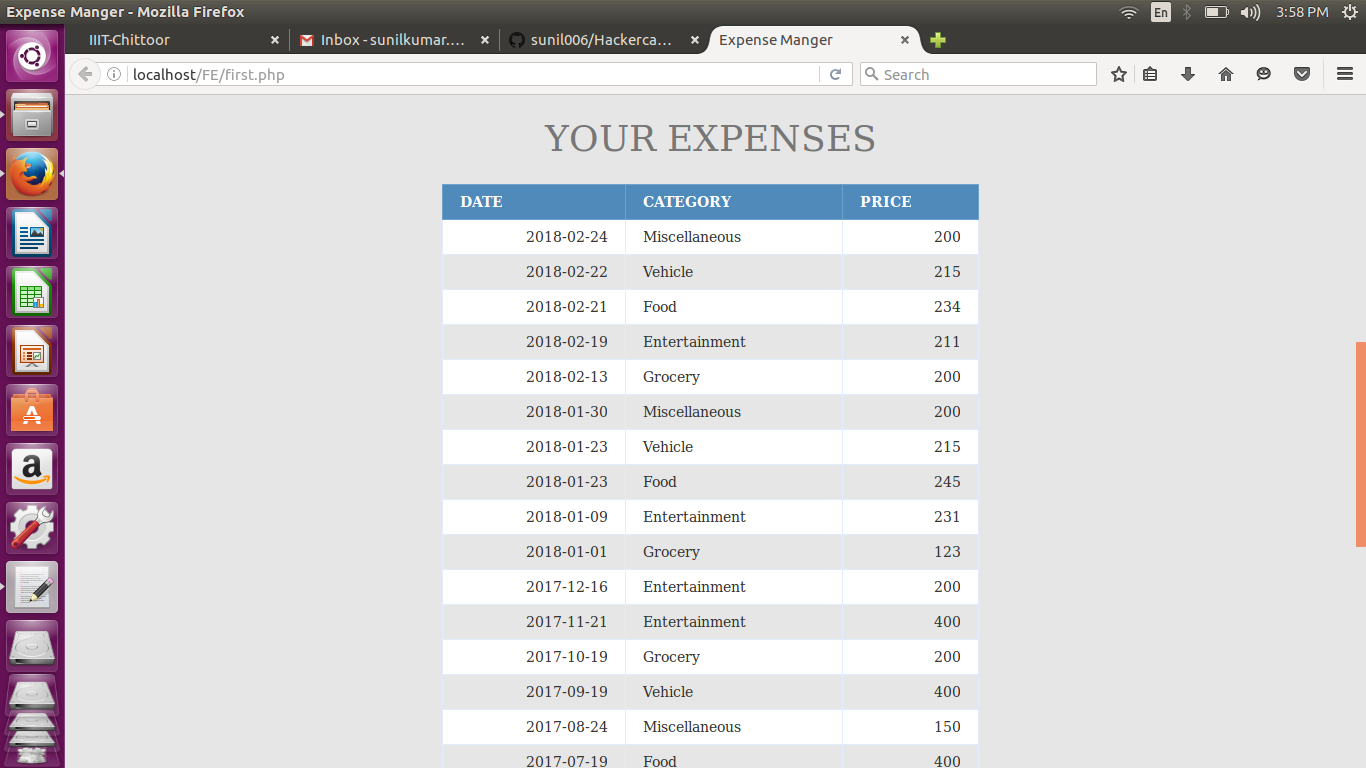 Expense Manger - Mozilla Firefox
En
3:58 PM
IIIT-Chittoor
Inbox - sunilkumar....
sunil006/Hackerca...
Expense Manger
localhost/FE/first.php
Search
YOUR EXPENSES
DATE CATEGORY PRICE
2018-02-24 Miscellaneous 200
2018-02-22 Vehicle 215
2018-02-21 Food 234
2018-02-19 Entertainment 211
2018-02-13 Grocery 200
2018-01-30 Miscellaneous 200
2018-01-23 Vehicle 215
2018-01-23 Food 245
2018-01-09 Entertainment 231
2018-01-01 Grocery 123
2017-12-16 Entertainment 200
2017-11-21 Entertainment 400
2017-10-19 Grocery 200
2017-09-19 Vehicle 400
2017-08-24 Miscellaneous 150
2017-07-19 Food 400